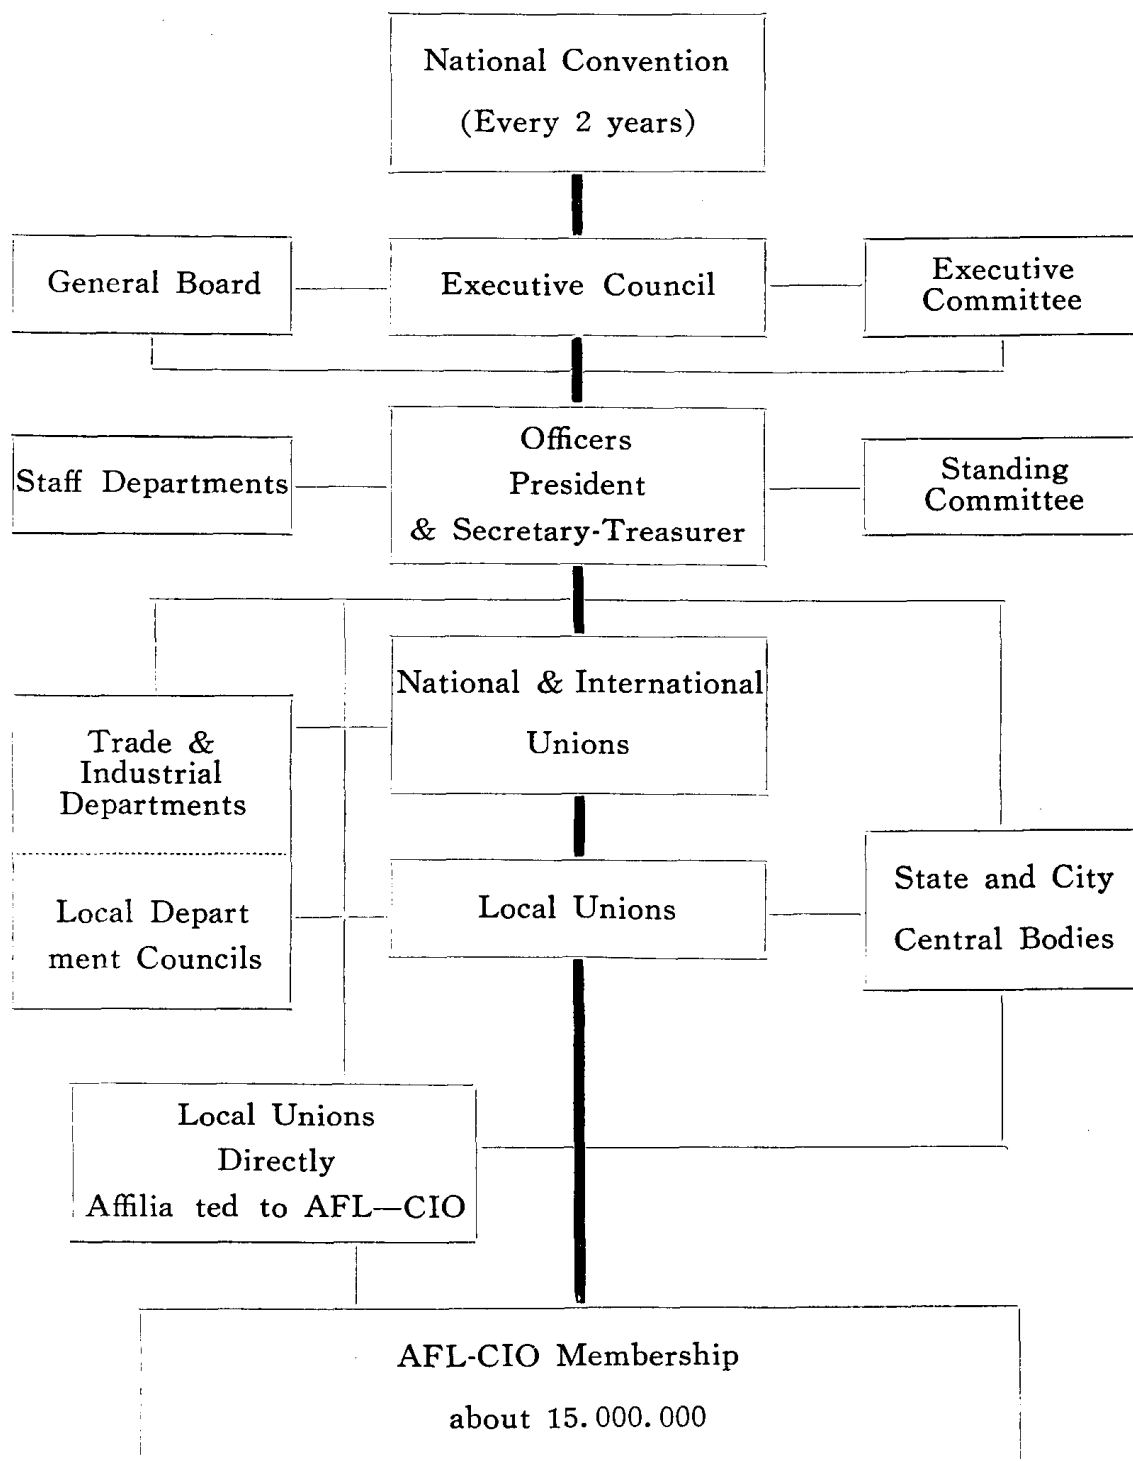 National Convention
(Every 2 years)
General Board
Executive Council
Executive
Committee
Officers
President
& Secretary-Treasurer
Staff Departments
Standing
Committee
National & International
Unions
Trade &
Industrial
Departments
Local Depart
ment Councils
Local Unions
State and City
Central Bodies
Local Unions
Directly
Affilia ted to AFL—CIO
AFL-CIO Membership
about 15.000.000